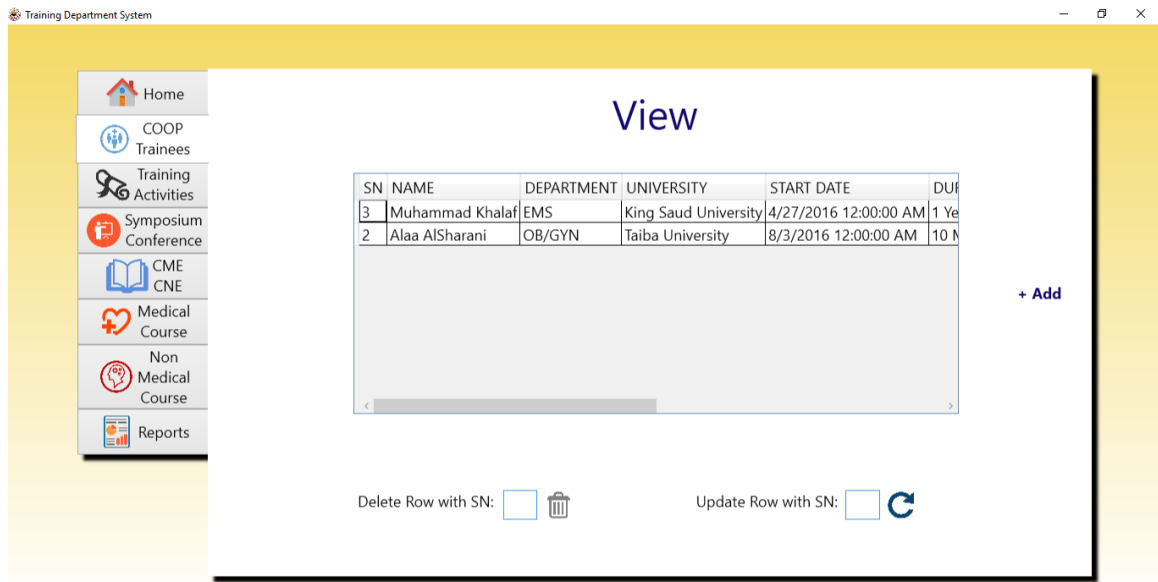 Training Department System
Home
COOP
Trainees
Training
Activities
Symposium
Conference
CME
CNE
Medical
Course
Non
Medical
Course
Reports
View
SN NAME DEPARTMENT UNIVERSITY START DATE DUR
3 Muhammad Khalaf EMS King Saud University 4/27/2016 12:00:00 AM 1 Ye
2 Alaa AlSharani OB/GYN Taiba University 8/3/2016 12:00:00 AM 10 M
+ Add
Delete Row with SN:
Update Row with SN: